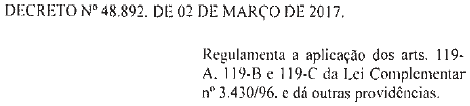 DECRETO Nº 48.892, DE 02 DE MARÇO DE 2017.
Regulamenta a aplicação dos arts. 119-
A, 119-B e 119-C da Lei Complementar
nº 3.430/96, e dá outras providências.